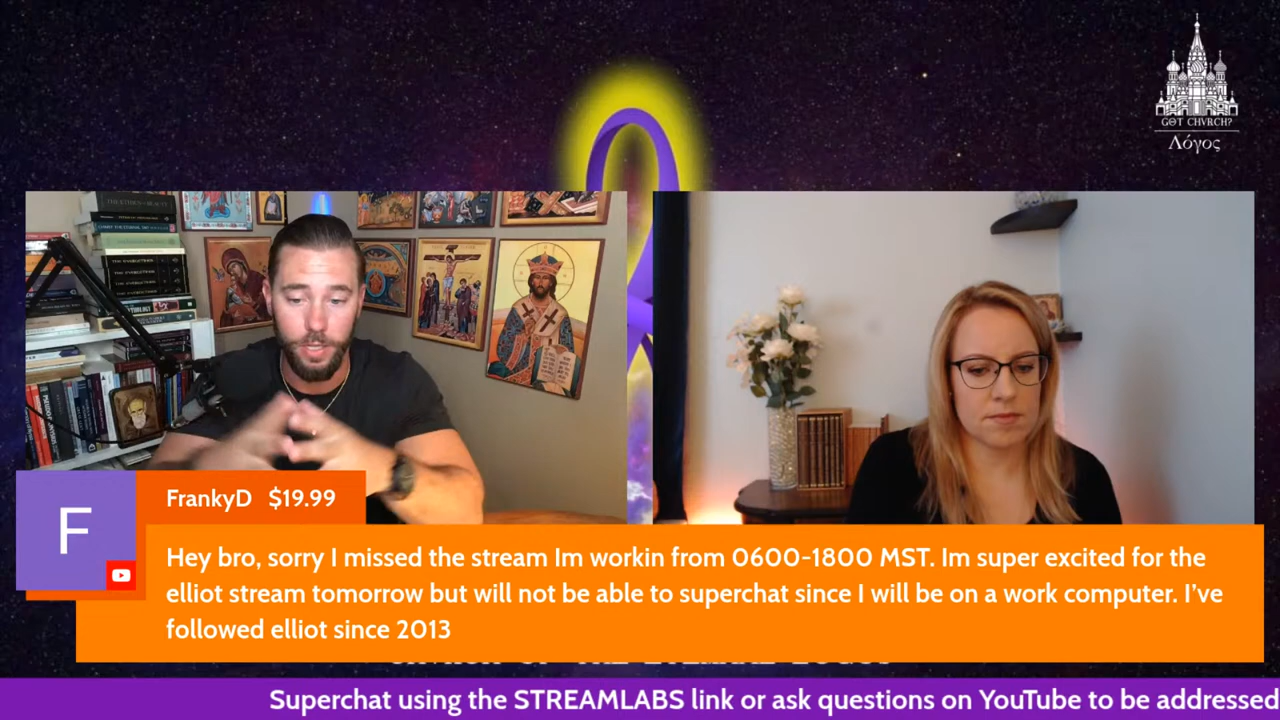 GOT CHVRCH?
Λόγος
FrankyD $19.99
Hey bro, sorry I missed the stream Im workin from 0600-1800 MST. Im super excited for the
elliot stream tomorrow but will not be able to superchat since I will be on a work computer. I've
followed elliot since 2013
F
Superchat using the STREAMLABS link or ask questions on YouTube to be addressed